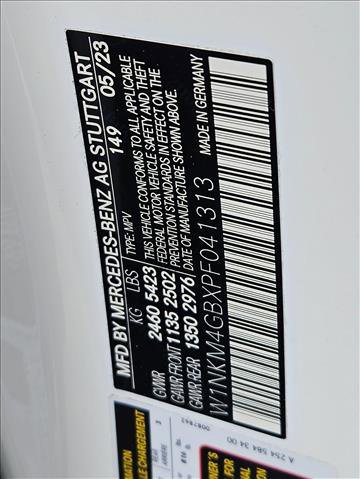 MFD BY MERCEDES-BENZ AG STUTTGART
149 05/23
KG LBS TYPE: MPV
GVWR 2460 5423
GAWR FRONT 1135 2502
GAWR REAR 1350 2976
THIS VEHICLE CONFORMS TO ALL APPLICABLE
FEDERAL MOTOR VEHICLE SAFETY AND THEFT
PREVENTION STANDARDS IN EFFECT ON THE
DATE OF MANUFACTURE SHOWN ABOVE.
MADE IN GERMANY
W1NKM4GBXPF041313
A 254 584 34 00